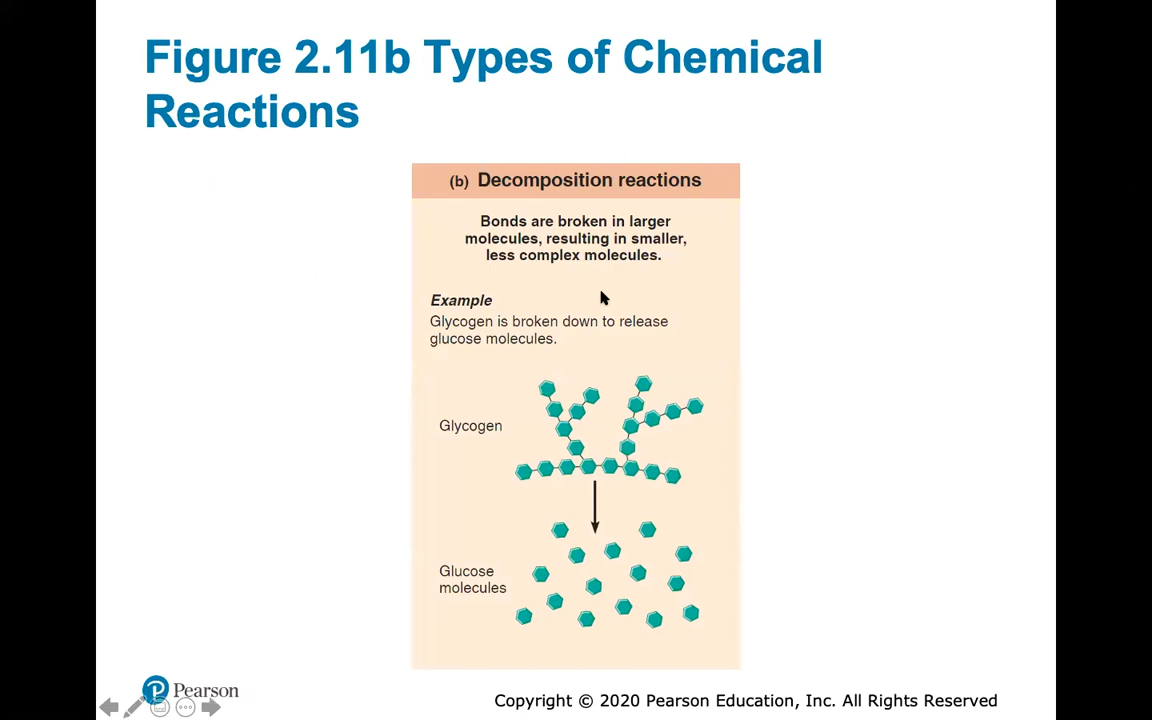 Figure 2.11b Types of Chemical
Reactions
(b) Decomposition reactions
Bonds are broken in larger
molecules, resulting in smaller,
less complex molecules.
Example
Glycogen is broken down to release
glucose molecules.
Glycogen
Glucose
molecules
P Pearson
Copyright © 2020 Pearson Education, Inc. All Rights Reserved